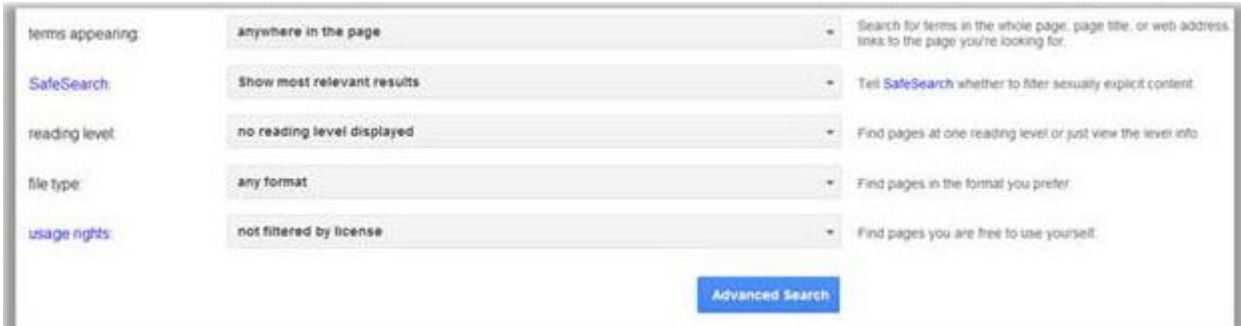 terms appearing: anywhere in the page Search for terms in the whole page, page title, or web address
links to the page you're looking for.
SafeSearch: Show most relevant results Tell SafeSearch whether to filter sexually explicit content.
reading level: no reading level displayed Find pages at one reading level or just view the level info.
file type: any format Find pages in the format you prefer.
usage rights: not filtered by license Find pages you are free to use yourself.
Advanced Search